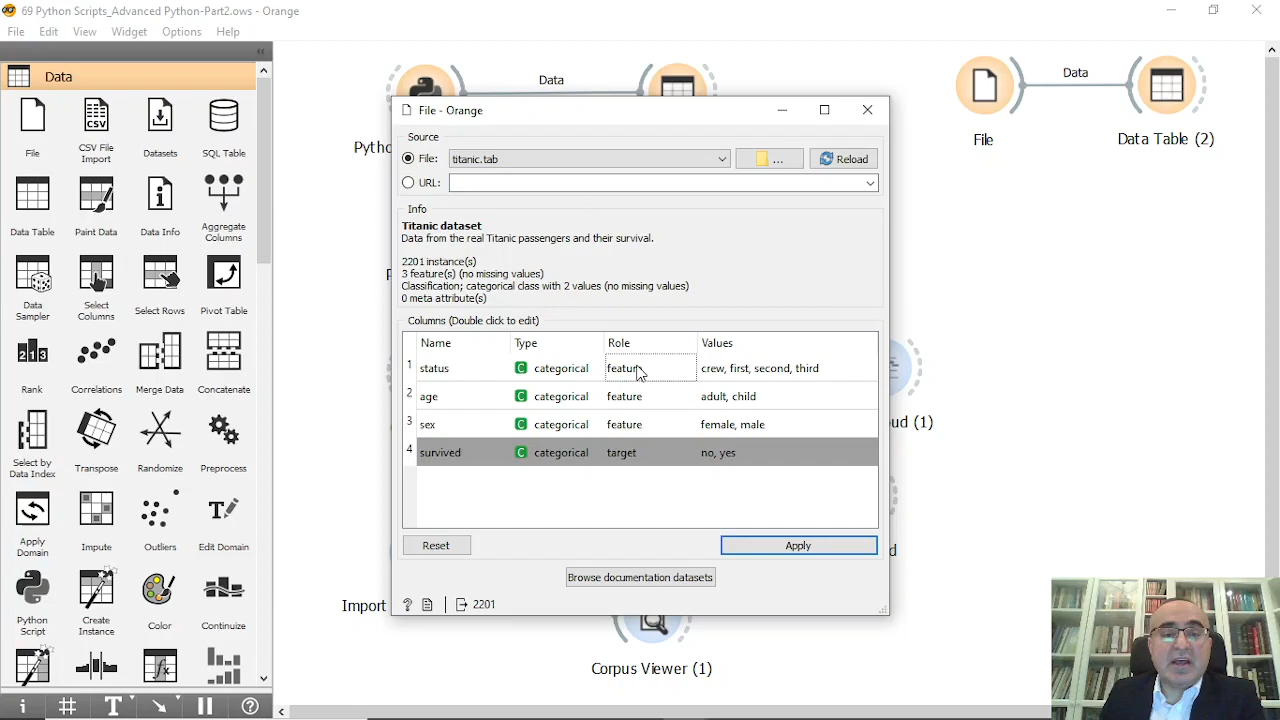 69 Python Scripts_Advanced Python-Part2.ows - Orange
File Edit View Widget Options Help
Data
File
CSV File Import
Datasets
SQL Table
Data Table
Paint Data
Data Info
Aggregate Columns
Data Sampler
Select Columns
Select Rows
Pivot Table
Rank
Correlations
Merge Data
Concatenate
Select by Data Index
Transpose
Randomize
Preprocess
Apply Domain
Impute
Outliers
Edit Domain
Python Script
Create Instance
Color
Continuize
Data
Data
File
Data Table (2)
Pytho
Import
ud (1)
d
Corpus Viewer (1)
File - Orange
Source
File: titanic.tab ... Reload
URL:
Info
Titanic dataset
Data from the real Titanic passengers and their survival.
2201 instance(s)
3 feature(s) (no missing values)
Classification; categorical class with 2 values (no missing values)
0 meta attribute(s)
Columns (Double click to edit)
Name Type Role Values
1 status C categorical feature crew, first, second, third
2 age C categorical feature adult, child
3 sex C categorical feature female, male
4 survived C categorical target no, yes
Reset Apply
Browse documentation datasets
? 2201